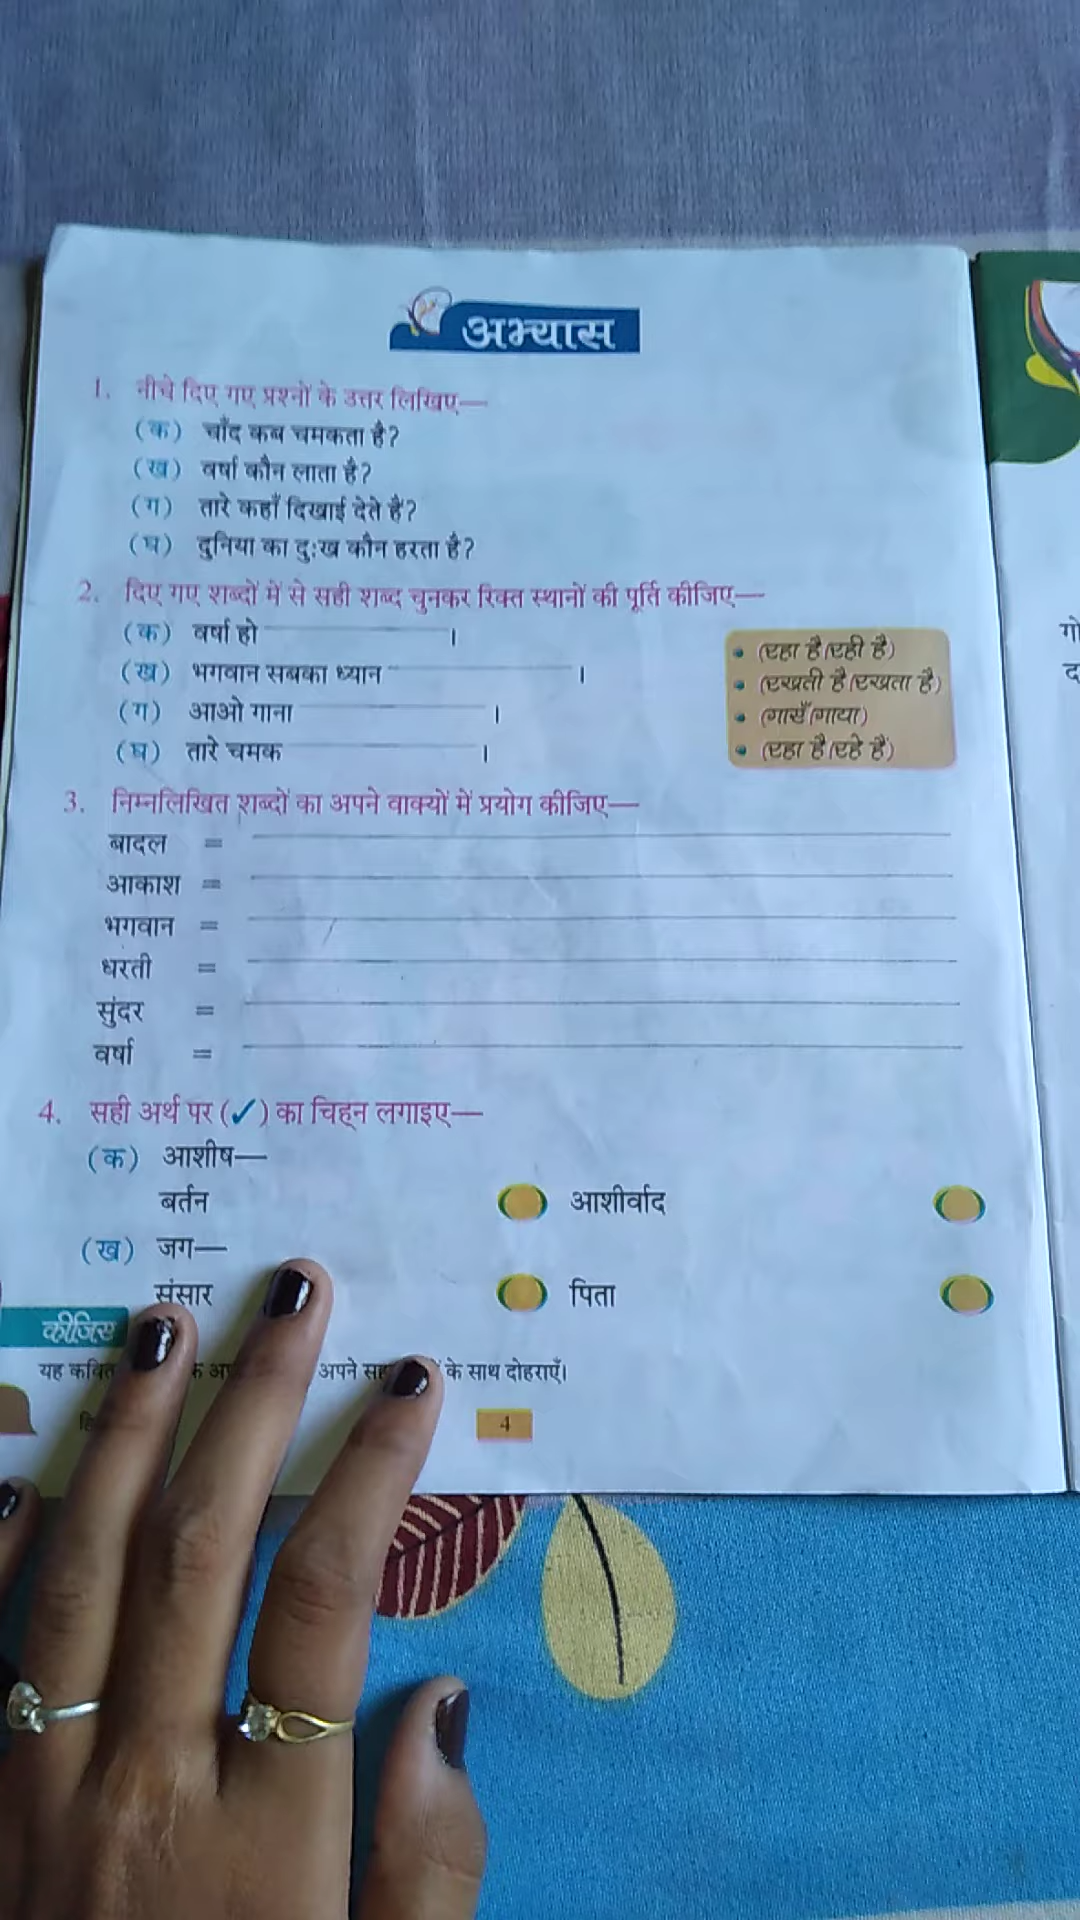 अभ्यास
1. नीचे दिए गए प्रश्नों के उत्तर लिखिए—
(क) चाँद कब चमकता है?
(ख) वर्षा कौन लाता है?
(ग) तारे कहाँ दिखाई देते हैं?
(घ) दुनिया का दुःख कौन हरता है?
2. दिए गए शब्दों में से सही शब्द चुनकर रिक्त स्थानों की पूर्ति कीजिए—
(क) वर्षा हो ————— । • (रहा है/रही है)
(ख) भगवान सबका ध्यान ————— । • (रखती है/रखता है)
(ग) आओ गाना ————— । • (गाएँ/गाया)
(घ) तारे चमक ————— । • (रहा है/रहे हैं)
3. निम्नलिखित शब्दों का अपने वाक्यों में प्रयोग कीजिए—
बादल =
आकाश =
भगवान =
धरती =
सुंदर =
वर्षा =
4. सही अर्थ पर (✓) का चिह्न लगाइए—
(क) आशीष—
बर्तन आशीर्वाद
(ख) जग—
संसार पिता
कीजिए
यह अपने के साथ दोहराएँ।
4
गो
द